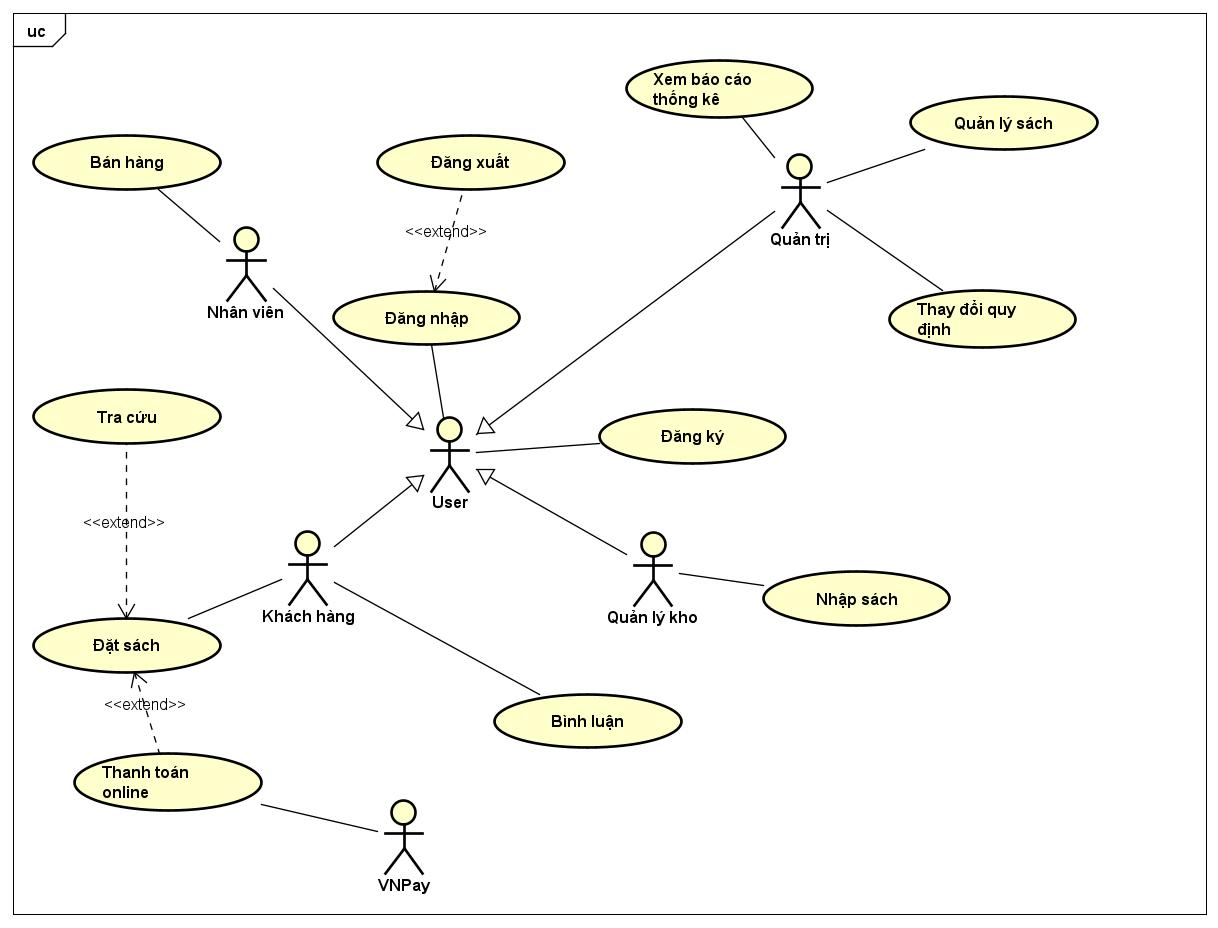 uc
Xem báo cáo
thống kê
Quản lý sách
Bán hàng
Đăng xuất
<<extend>>
Quản trị
Nhân viên
Đăng nhập
Thay đổi quy
định
Tra cứu
Đăng ký
User
<<extend>>
Khách hàng
Quản lý kho
Nhập sách
Đặt sách
<<extend>>
Bình luận
Thanh toán
online
VNPay